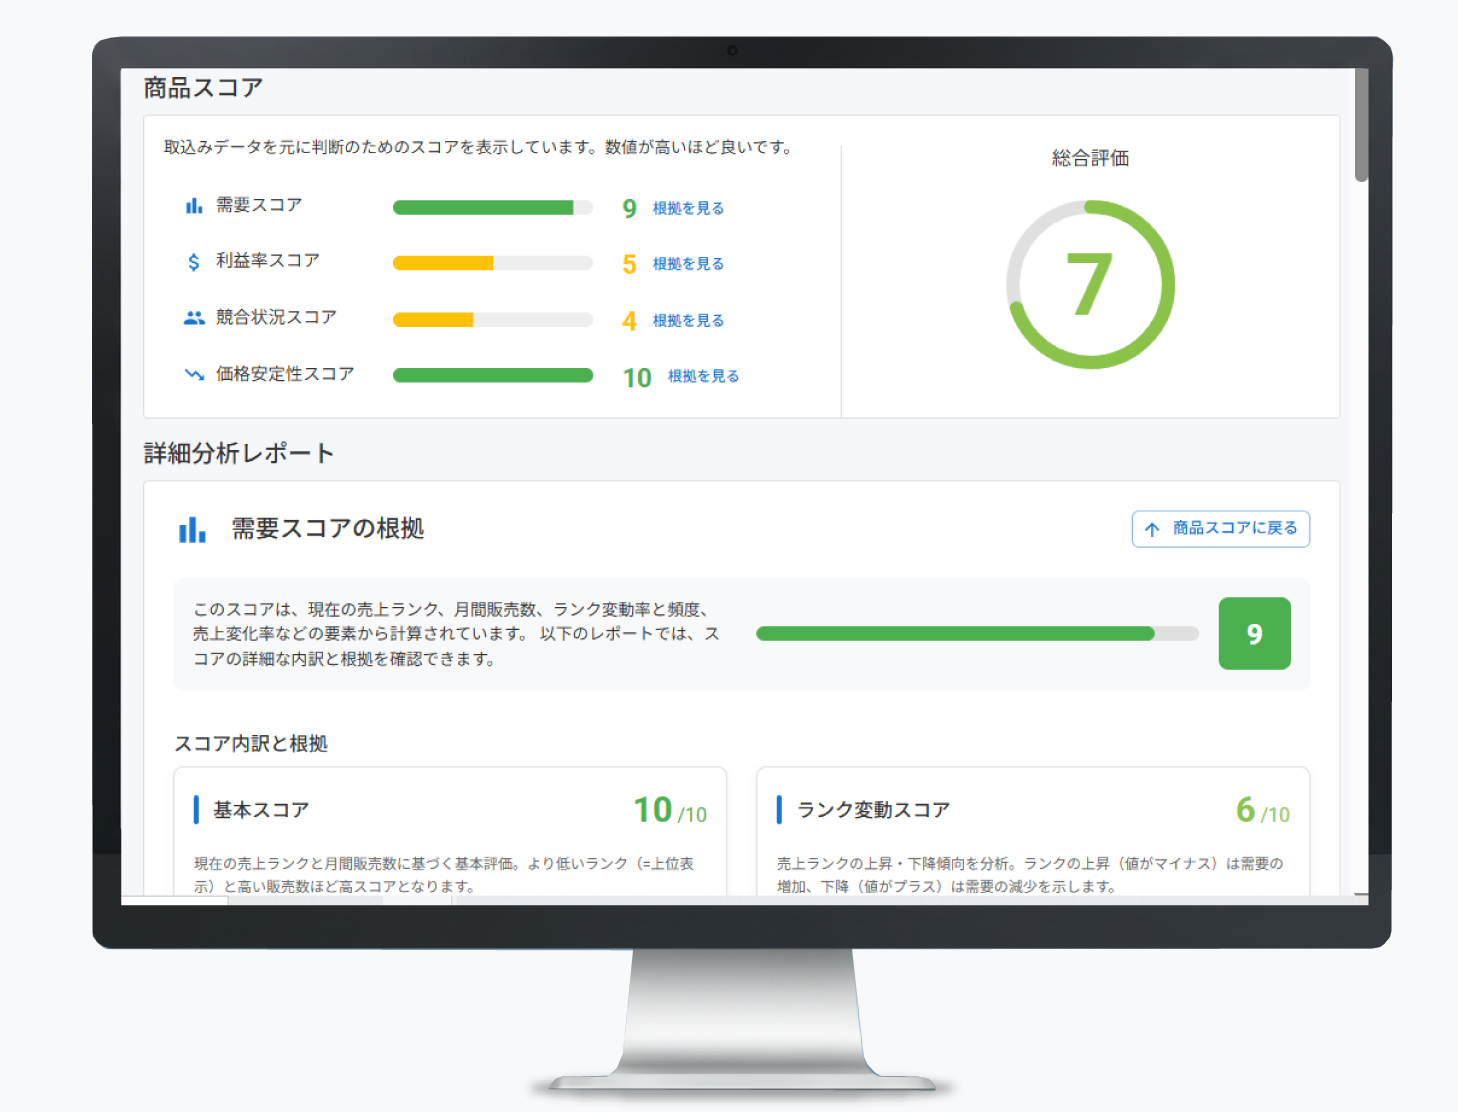 商品スコア
取込みデータを元に判断のためのスコアを表示しています。数値が高いほど良いです。
需要スコア 9 根拠を見る
利益率スコア 5 根拠を見る
競合状況スコア 4 根拠を見る
価格安定性スコア 10 根拠を見る
総合評価
7
詳細分析レポート
需要スコアの根拠
商品スコアに戻る
このスコアは、現在の売上ランク、月間販売数、ランク変動率と頻度、
売上変化率などの要素から計算されています。 以下のレポートでは、ス
コアの詳細な内訳と根拠を確認できます。
9
スコア内訳と根拠
基本スコア 10 /10
現在の売上ランクと月間販売数に基づく基本評価。より低いランク（=上位表
示）と高い販売数ほど高スコアとなります。
ランク変動スコア 6 /10
売上ランクの上昇・下降傾向を分析。ランクの上昇（値がマイナス）は需要の
増加、下降（値がプラス）は需要の減少を示します。